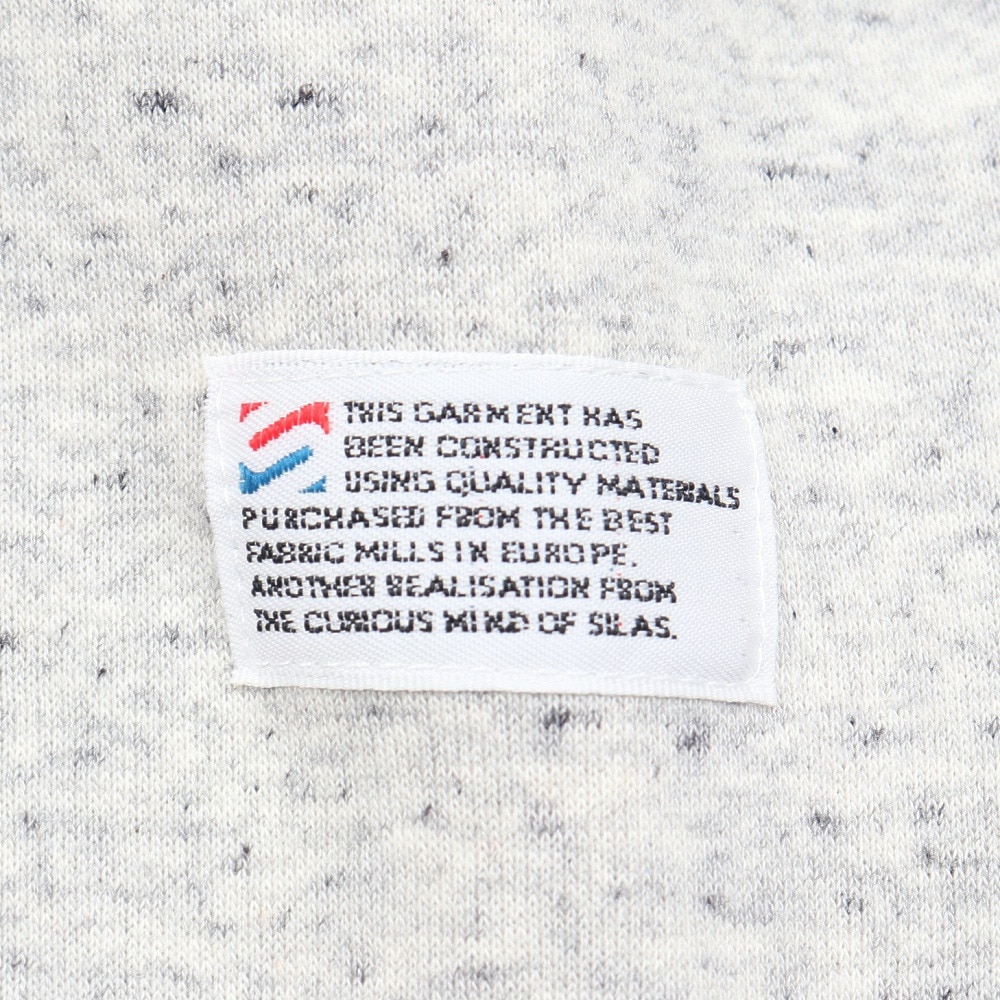 THIS GARMENT HAS
BEEN CONSTRUCTED
USING QUALITY MATERIALS
PURCHASED FROM THE BEST
FABRIC MILLS IN EUROPE.
ANOTHER REALISATION FROM
THE CURIOUS MIND OF SILAS.